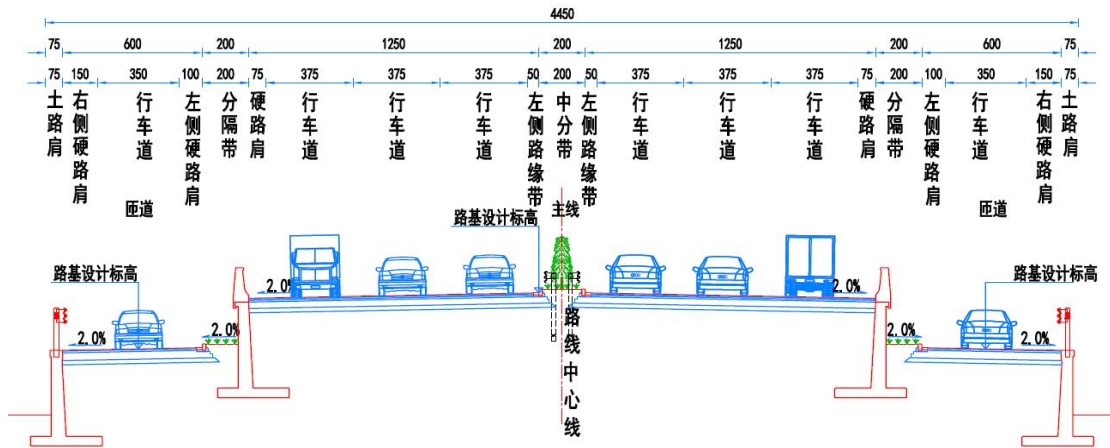 4450
75 600 200 1250 200 1250 200 600 75
75 150 350 100 200 75 375 375 375 50 200 50 375 375 375 75 200 100 350 150 75
土路肩 右侧硬路肩 行车道 左侧硬路肩 分隔带 硬路肩 行车道 行车道 行车道 左侧路缘带 中分带 左侧路缘带 行车道 行车道 行车道 硬路肩 分隔带 左侧硬路肩 行车道 右侧硬路肩 土路肩
匝道 主线 匝道
路基设计标高
路基设计标高 路基设计标高
2.0% 2.0%
2.0% 2.0% 2.0% 2.0%
路线中心线